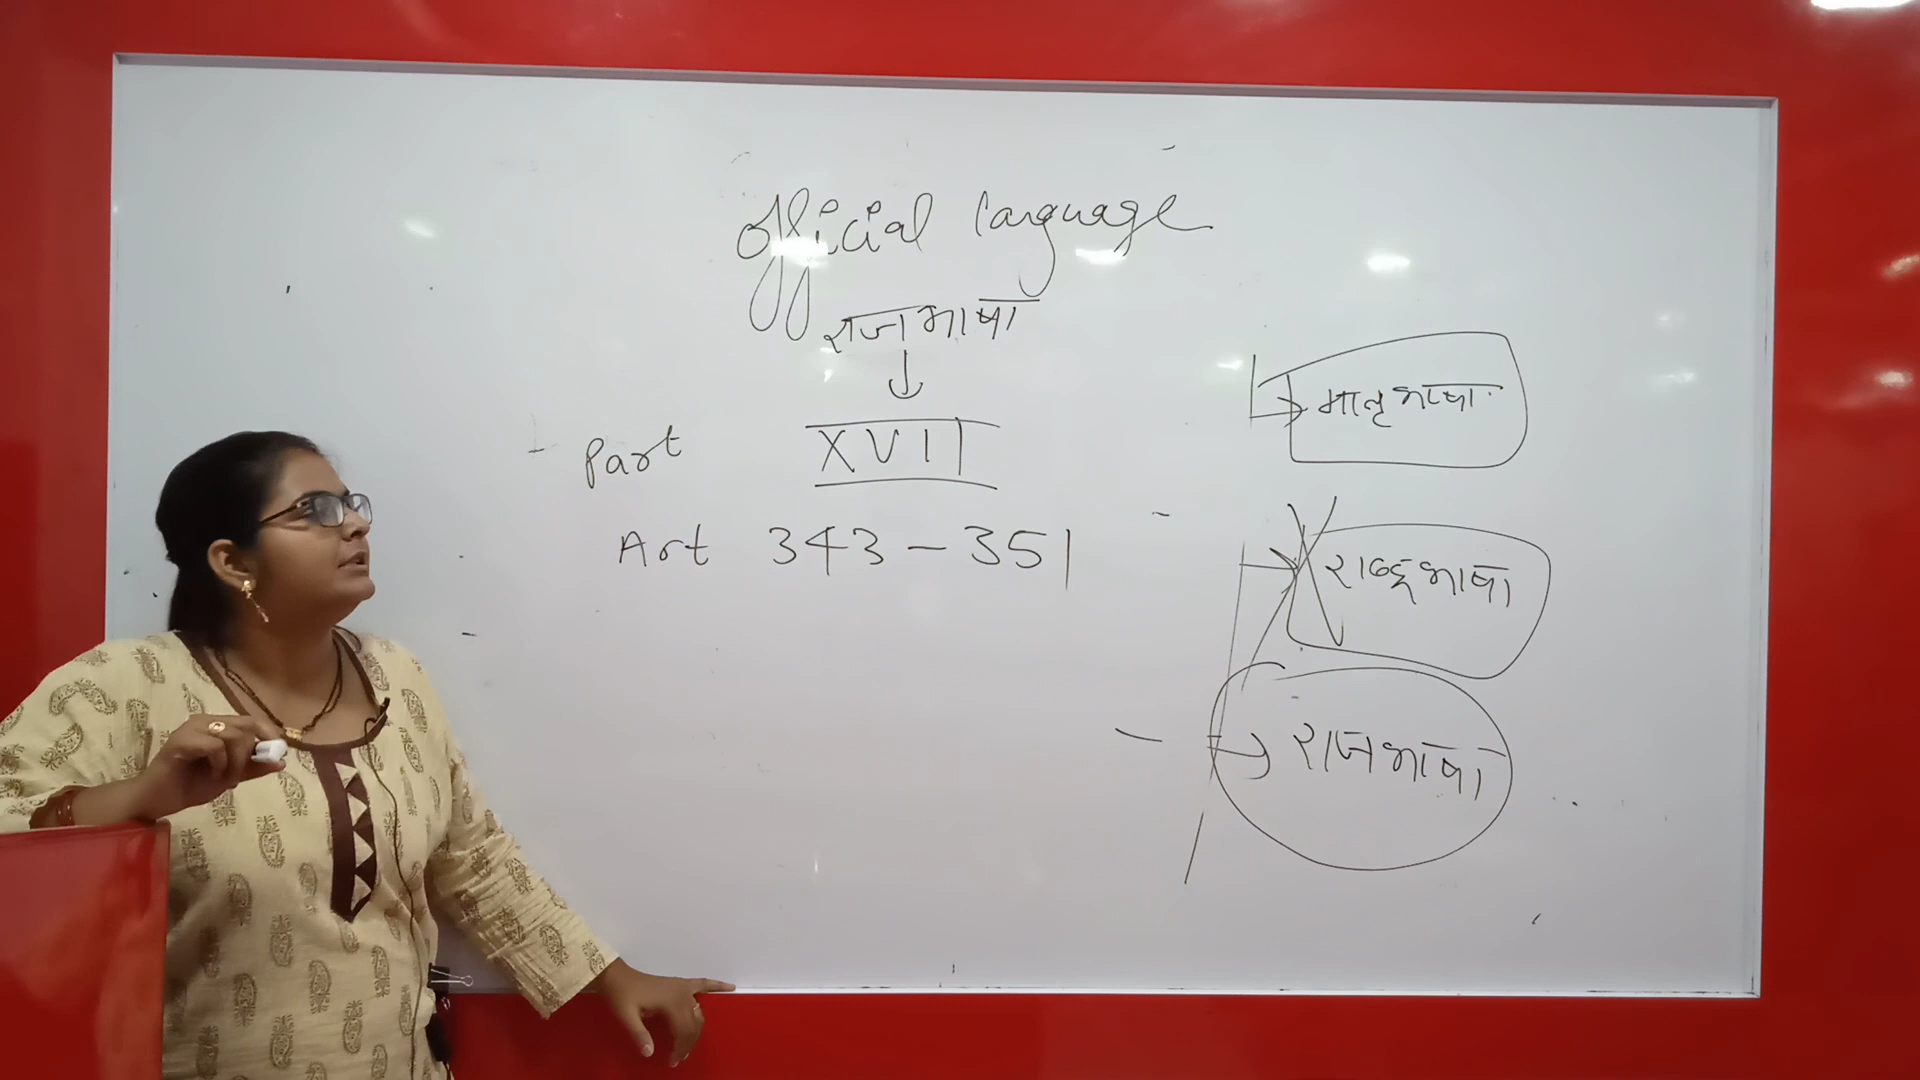 official language
राजभाषा
Part XVII
Art 343 - 351
मातृभाषा
राष्ट्रभाषा
राजभाषा